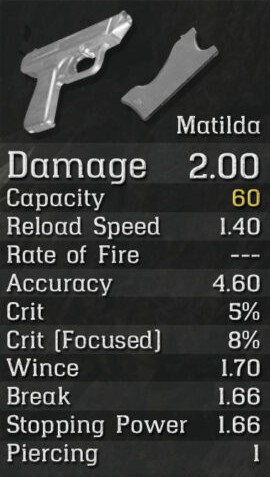 Matilda
Damage 2.00
Capacity 60
Reload Speed 1.40
Rate of Fire ---
Accuracy 4.60
Crit 5%
Crit (Focused) 8%
Wince 1.70
Break 1.66
Stopping Power 1.66
Piercing 1